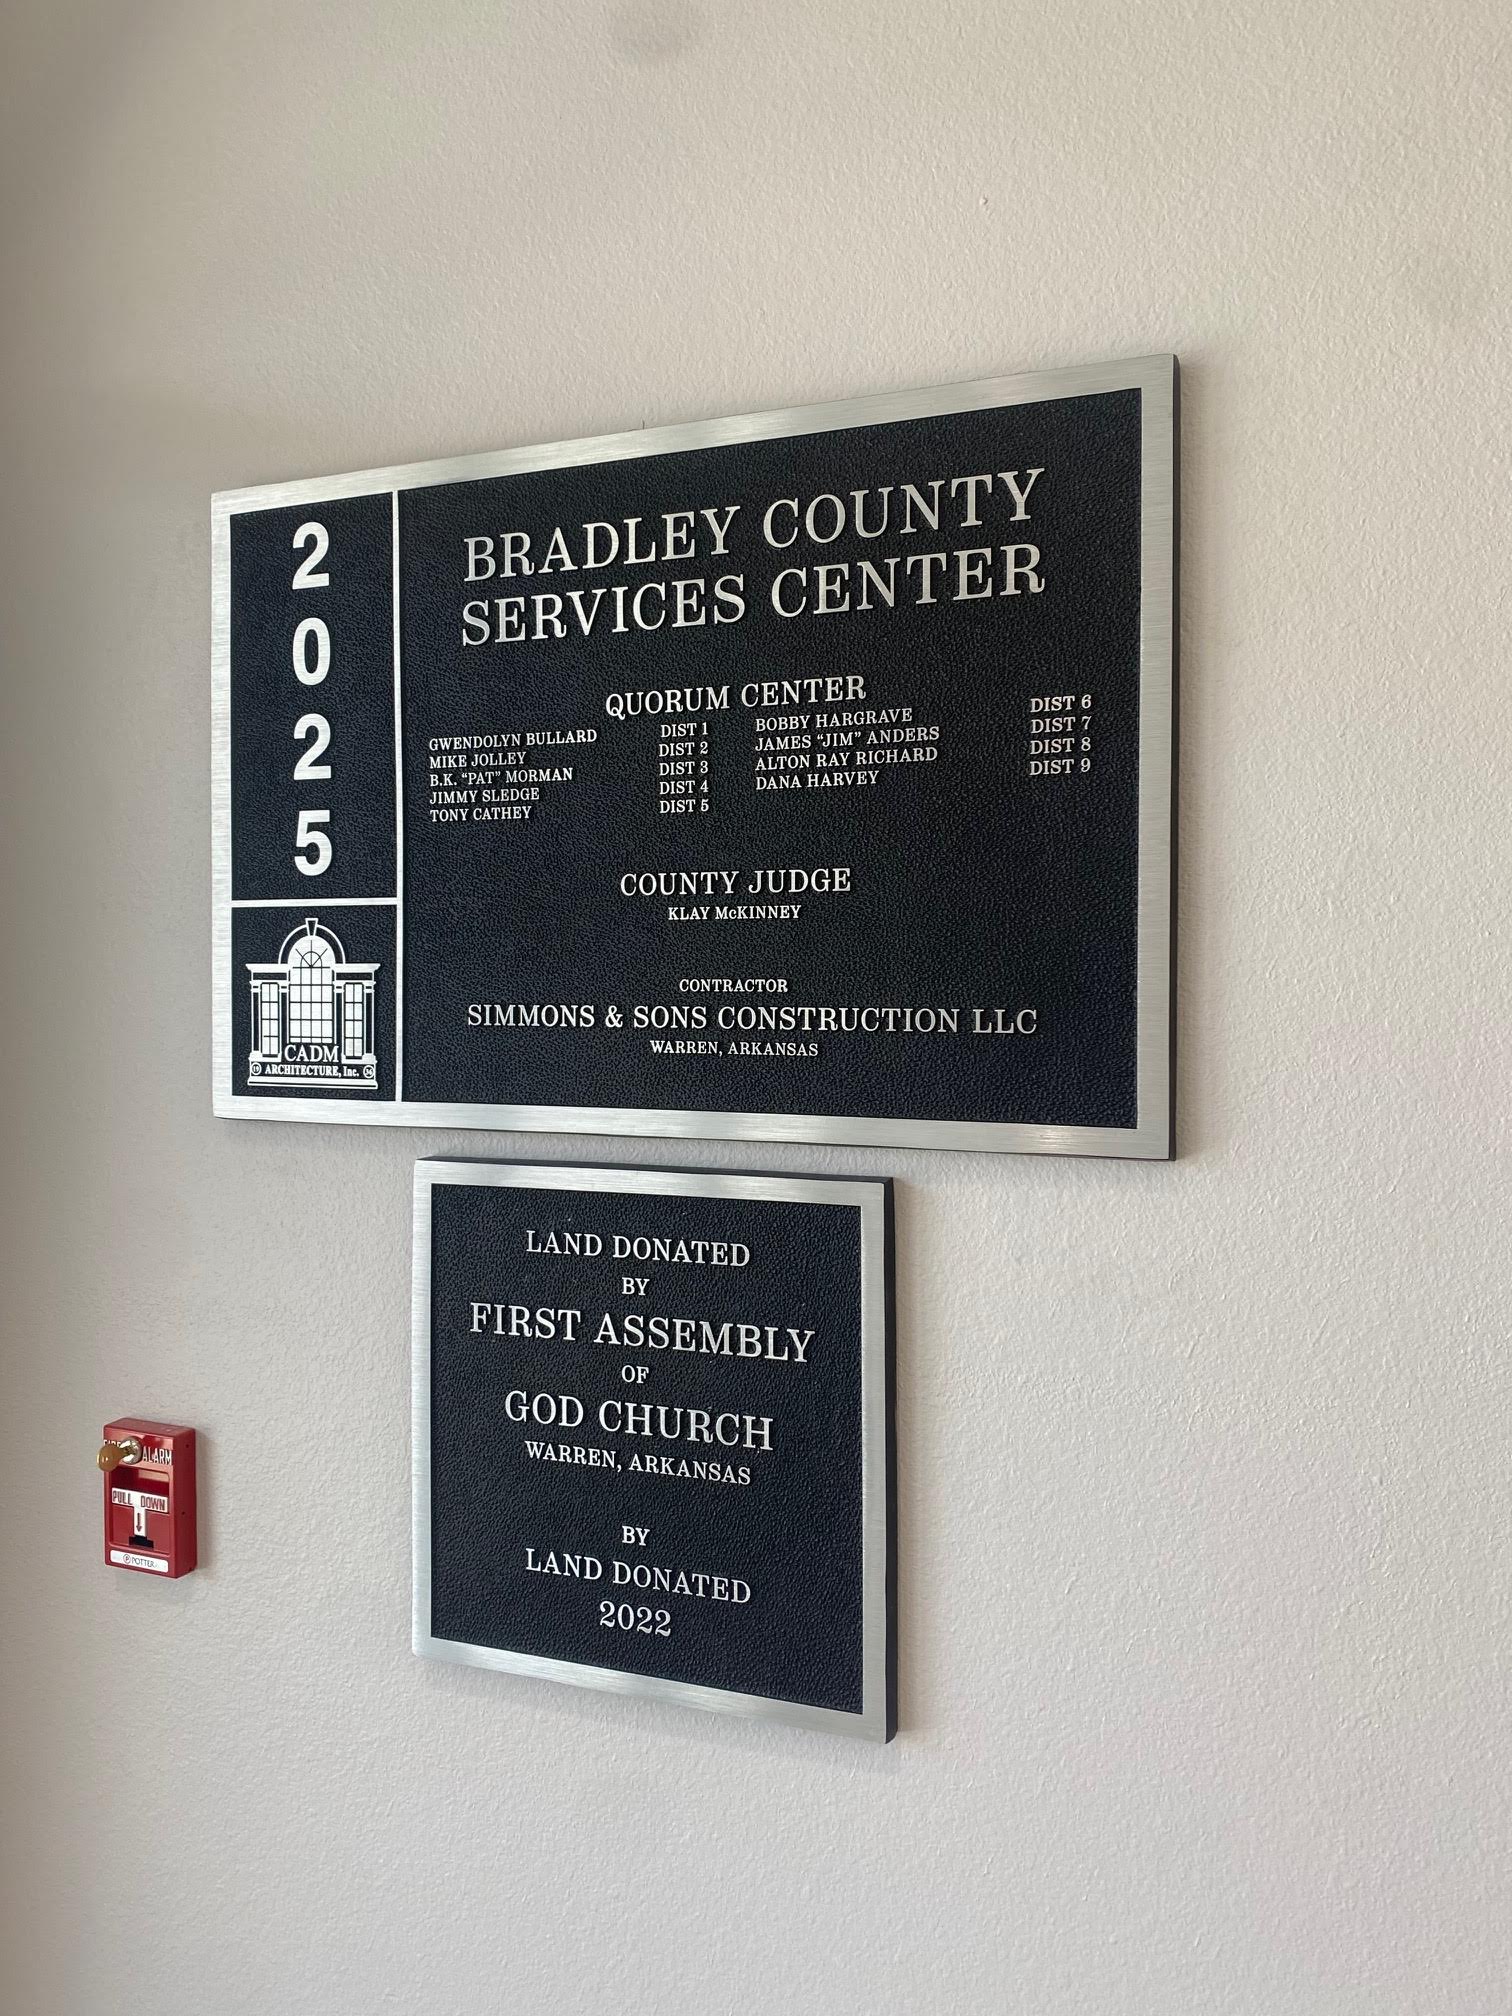 2
0
2
5
BRADLEY COUNTY
SERVICES CENTER
QUORUM CENTER
GWENDOLYN BULLARD DIST 1 BOBBY HARGRAVE DIST 6
MIKE JOLLEY DIST 2 JAMES “JIM” ANDERS DIST 7
B.K. “PAT” MORMAN DIST 3 ALTON RAY RICHARD DIST 8
JIMMY SLEDGE DIST 4 DANA HARVEY DIST 9
TONY CATHEY DIST 5
COUNTY JUDGE
KLAY McKINNEY
CONTRACTOR
SIMMONS & SONS CONSTRUCTION LLC
WARREN, ARKANSAS
CADM
19 ARCHITECTURE, Inc. 36
LAND DONATED
BY
FIRST ASSEMBLY
OF
GOD CHURCH
WARREN, ARKANSAS
BY
LAND DONATED
2022
FIRE ALARM
PULL DOWN
P POTTER